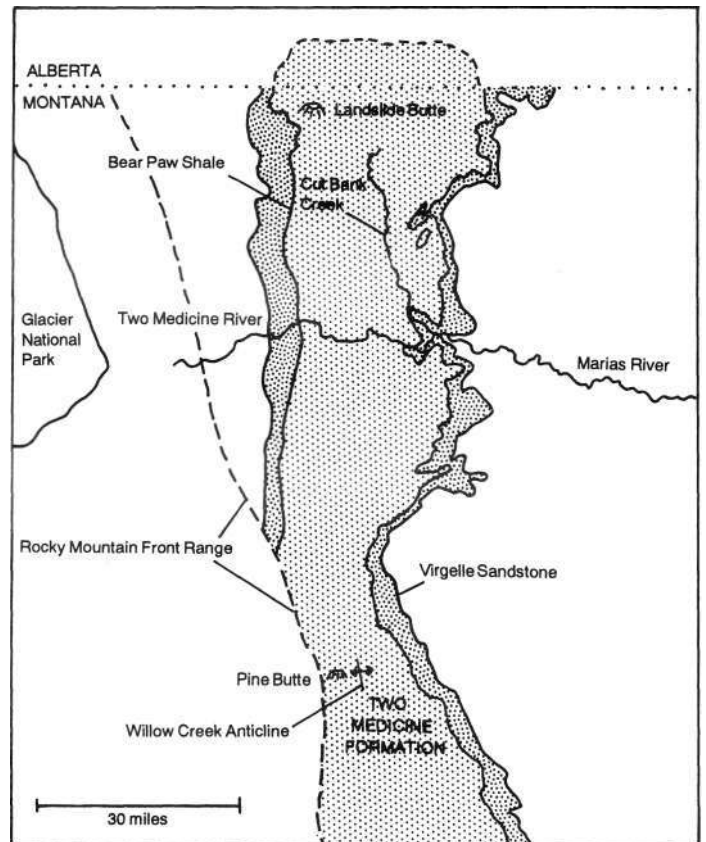 ALBERTA
MONTANA
Landslide Butte
Bear Paw Shale
Cut Bank
Creek
Glacier
National
Park
Two Medicine River
Marias River
Rocky Mountain Front Range
Virgelle Sandstone
Pine Butte
Willow Creek Anticline
TWO
MEDICINE
FORMATION
30 miles